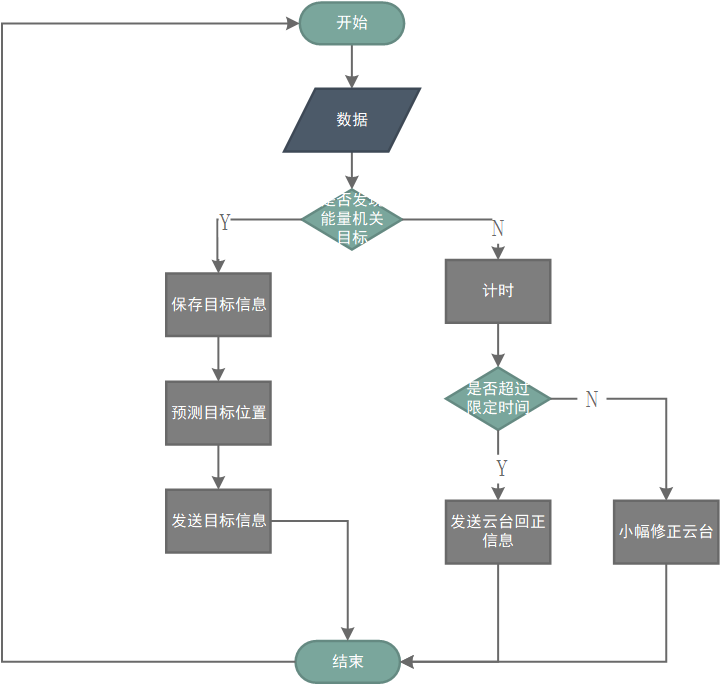 开始
数据
是否发现
能量机关
目标
Y
N
保存目标信息
计时
预测目标位置
是否超过
限定时间
N
Y
发送目标信息
发送云台回正
信息
小幅修正云台
结束